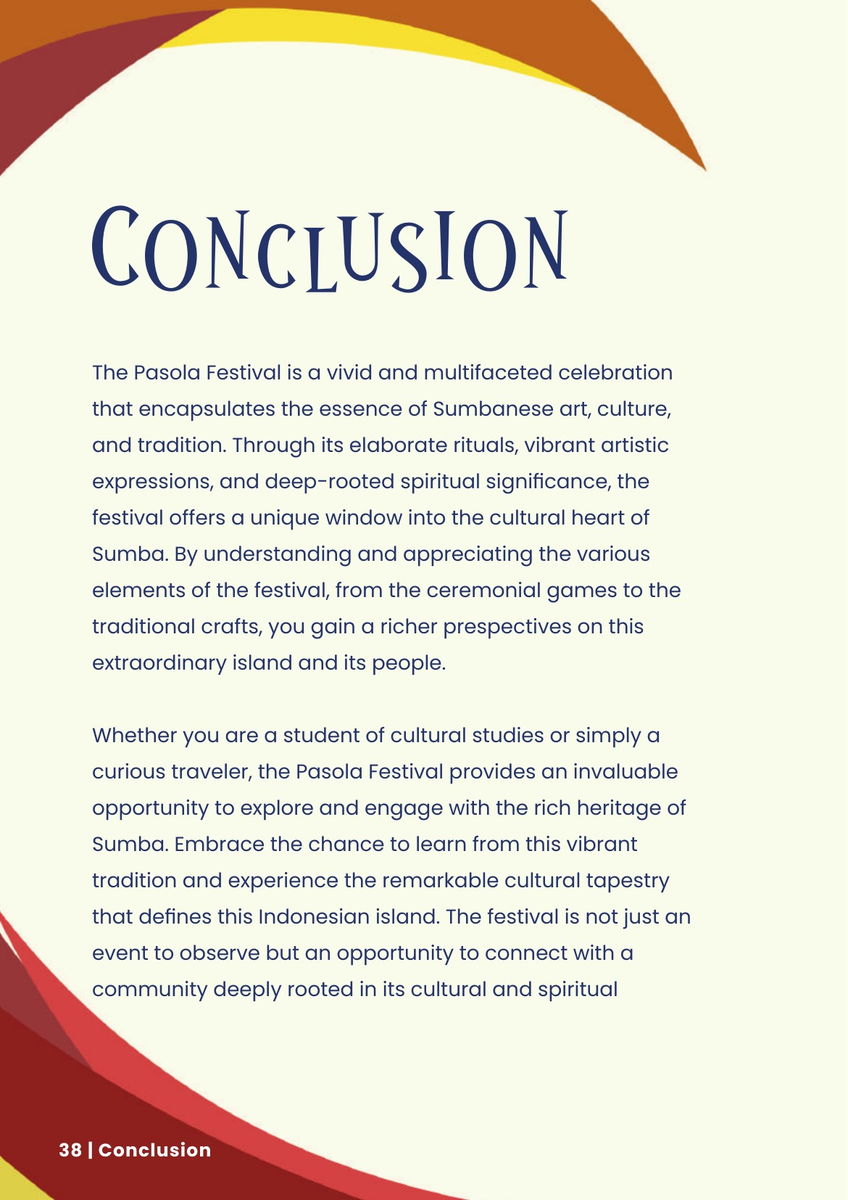 CONCLUSION
The Pasola Festival is a vivid and multifaceted celebration
that encapsulates the essence of Sumbanese art, culture,
and tradition. Through its elaborate rituals, vibrant artistic
expressions, and deep-rooted spiritual significance, the
festival offers a unique window into the cultural heart of
Sumba. By understanding and appreciating the various
elements of the festival, from the ceremonial games to the
traditional crafts, you gain a richer prespectives on this
extraordinary island and its people.
Whether you are a student of cultural studies or simply a
curious traveler, the Pasola Festival provides an invaluable
opportunity to explore and engage with the rich heritage of
Sumba. Embrace the chance to learn from this vibrant
tradition and experience the remarkable cultural tapestry
that defines this Indonesian island. The festival is not just an
event to observe but an opportunity to connect with a
community deeply rooted in its cultural and spiritual
38 | Conclusion